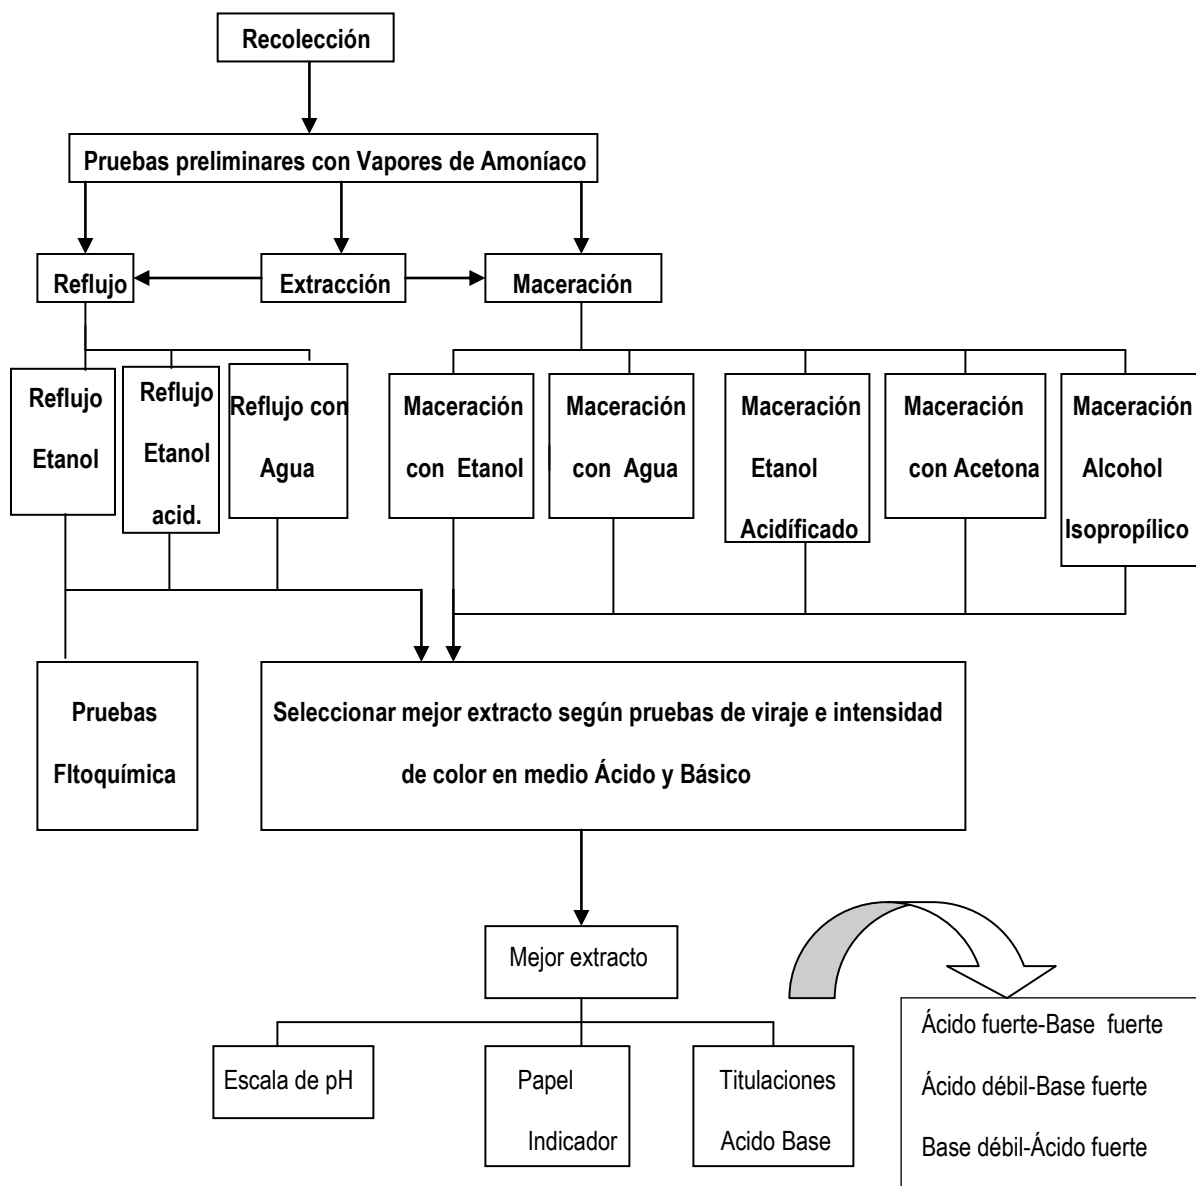 Recolección
Pruebas preliminares con Vapores de Amoníaco
Reflujo
Extracción
Maceración
Reflujo
Etanol
Reflujo
Etanol
acid.
Reflujo con
Agua
Maceración
con Etanol
Maceración
con Agua
Maceración
Etanol
Acidíficado
Maceración
con Acetona
Maceración
Alcohol
Isopropílico
Pruebas
FItoquímica
Seleccionar mejor extracto según pruebas de viraje e intensidad
de color en medio Ácido y Básico
Mejor extracto
Escala de pH
Papel
Indicador
Titulaciones
Acido Base
Ácido fuerte-Base fuerte
Ácido débil-Base fuerte
Base débil-Ácido fuerte